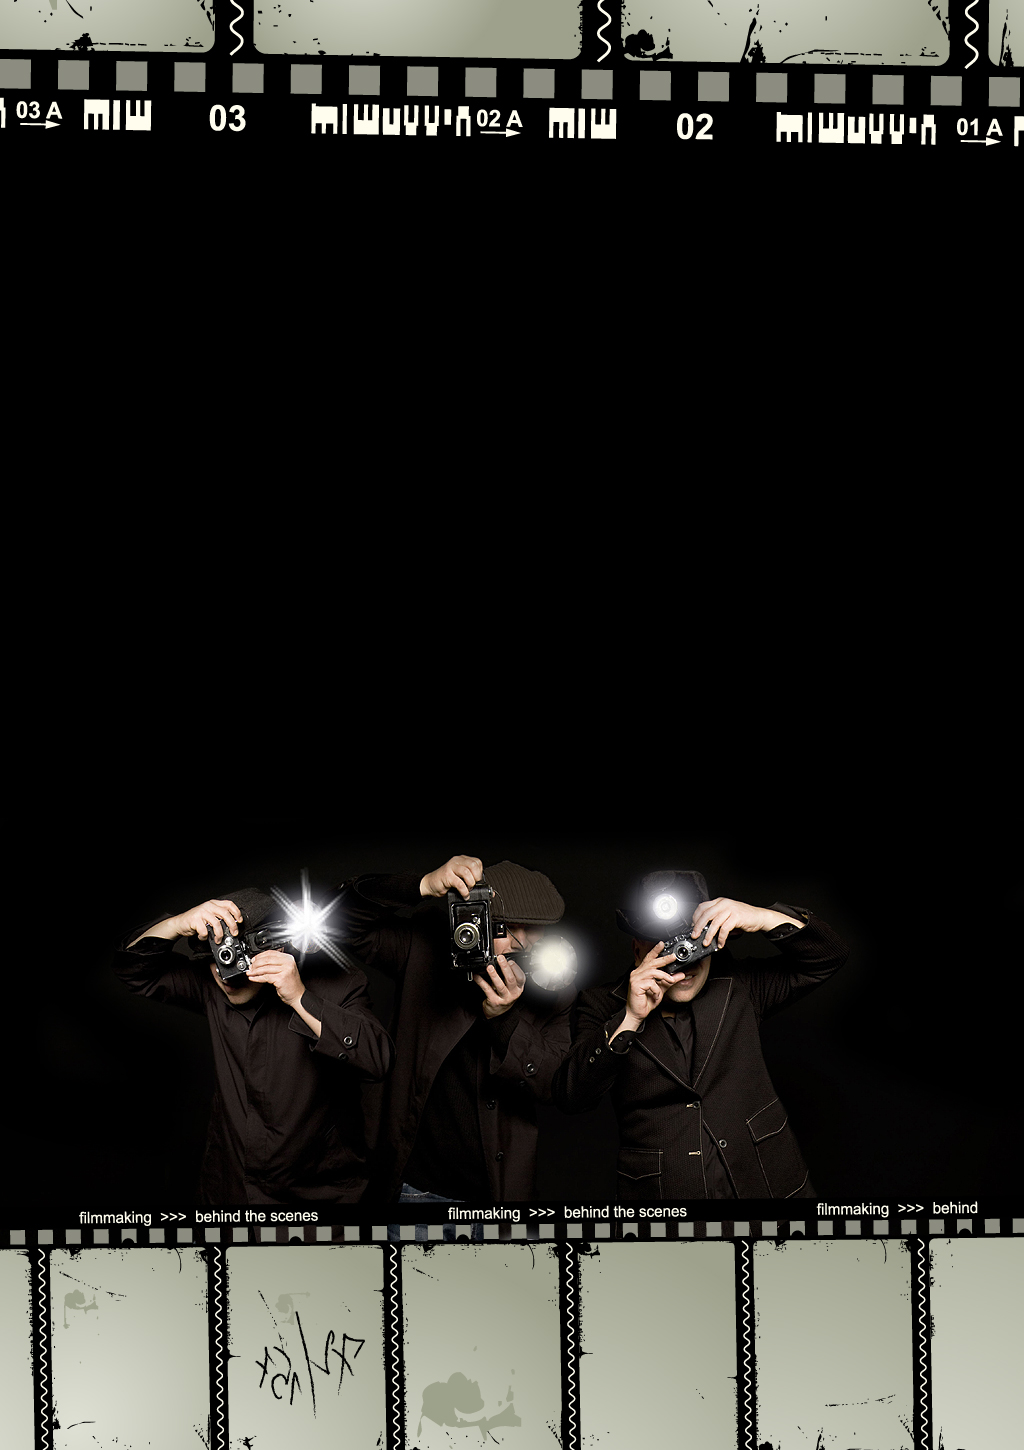 03 A
03
02 A
02
01 A
filmmaking >>> behind the scenes
filmmaking >>> behind the scenes
filmmaking >>> behind